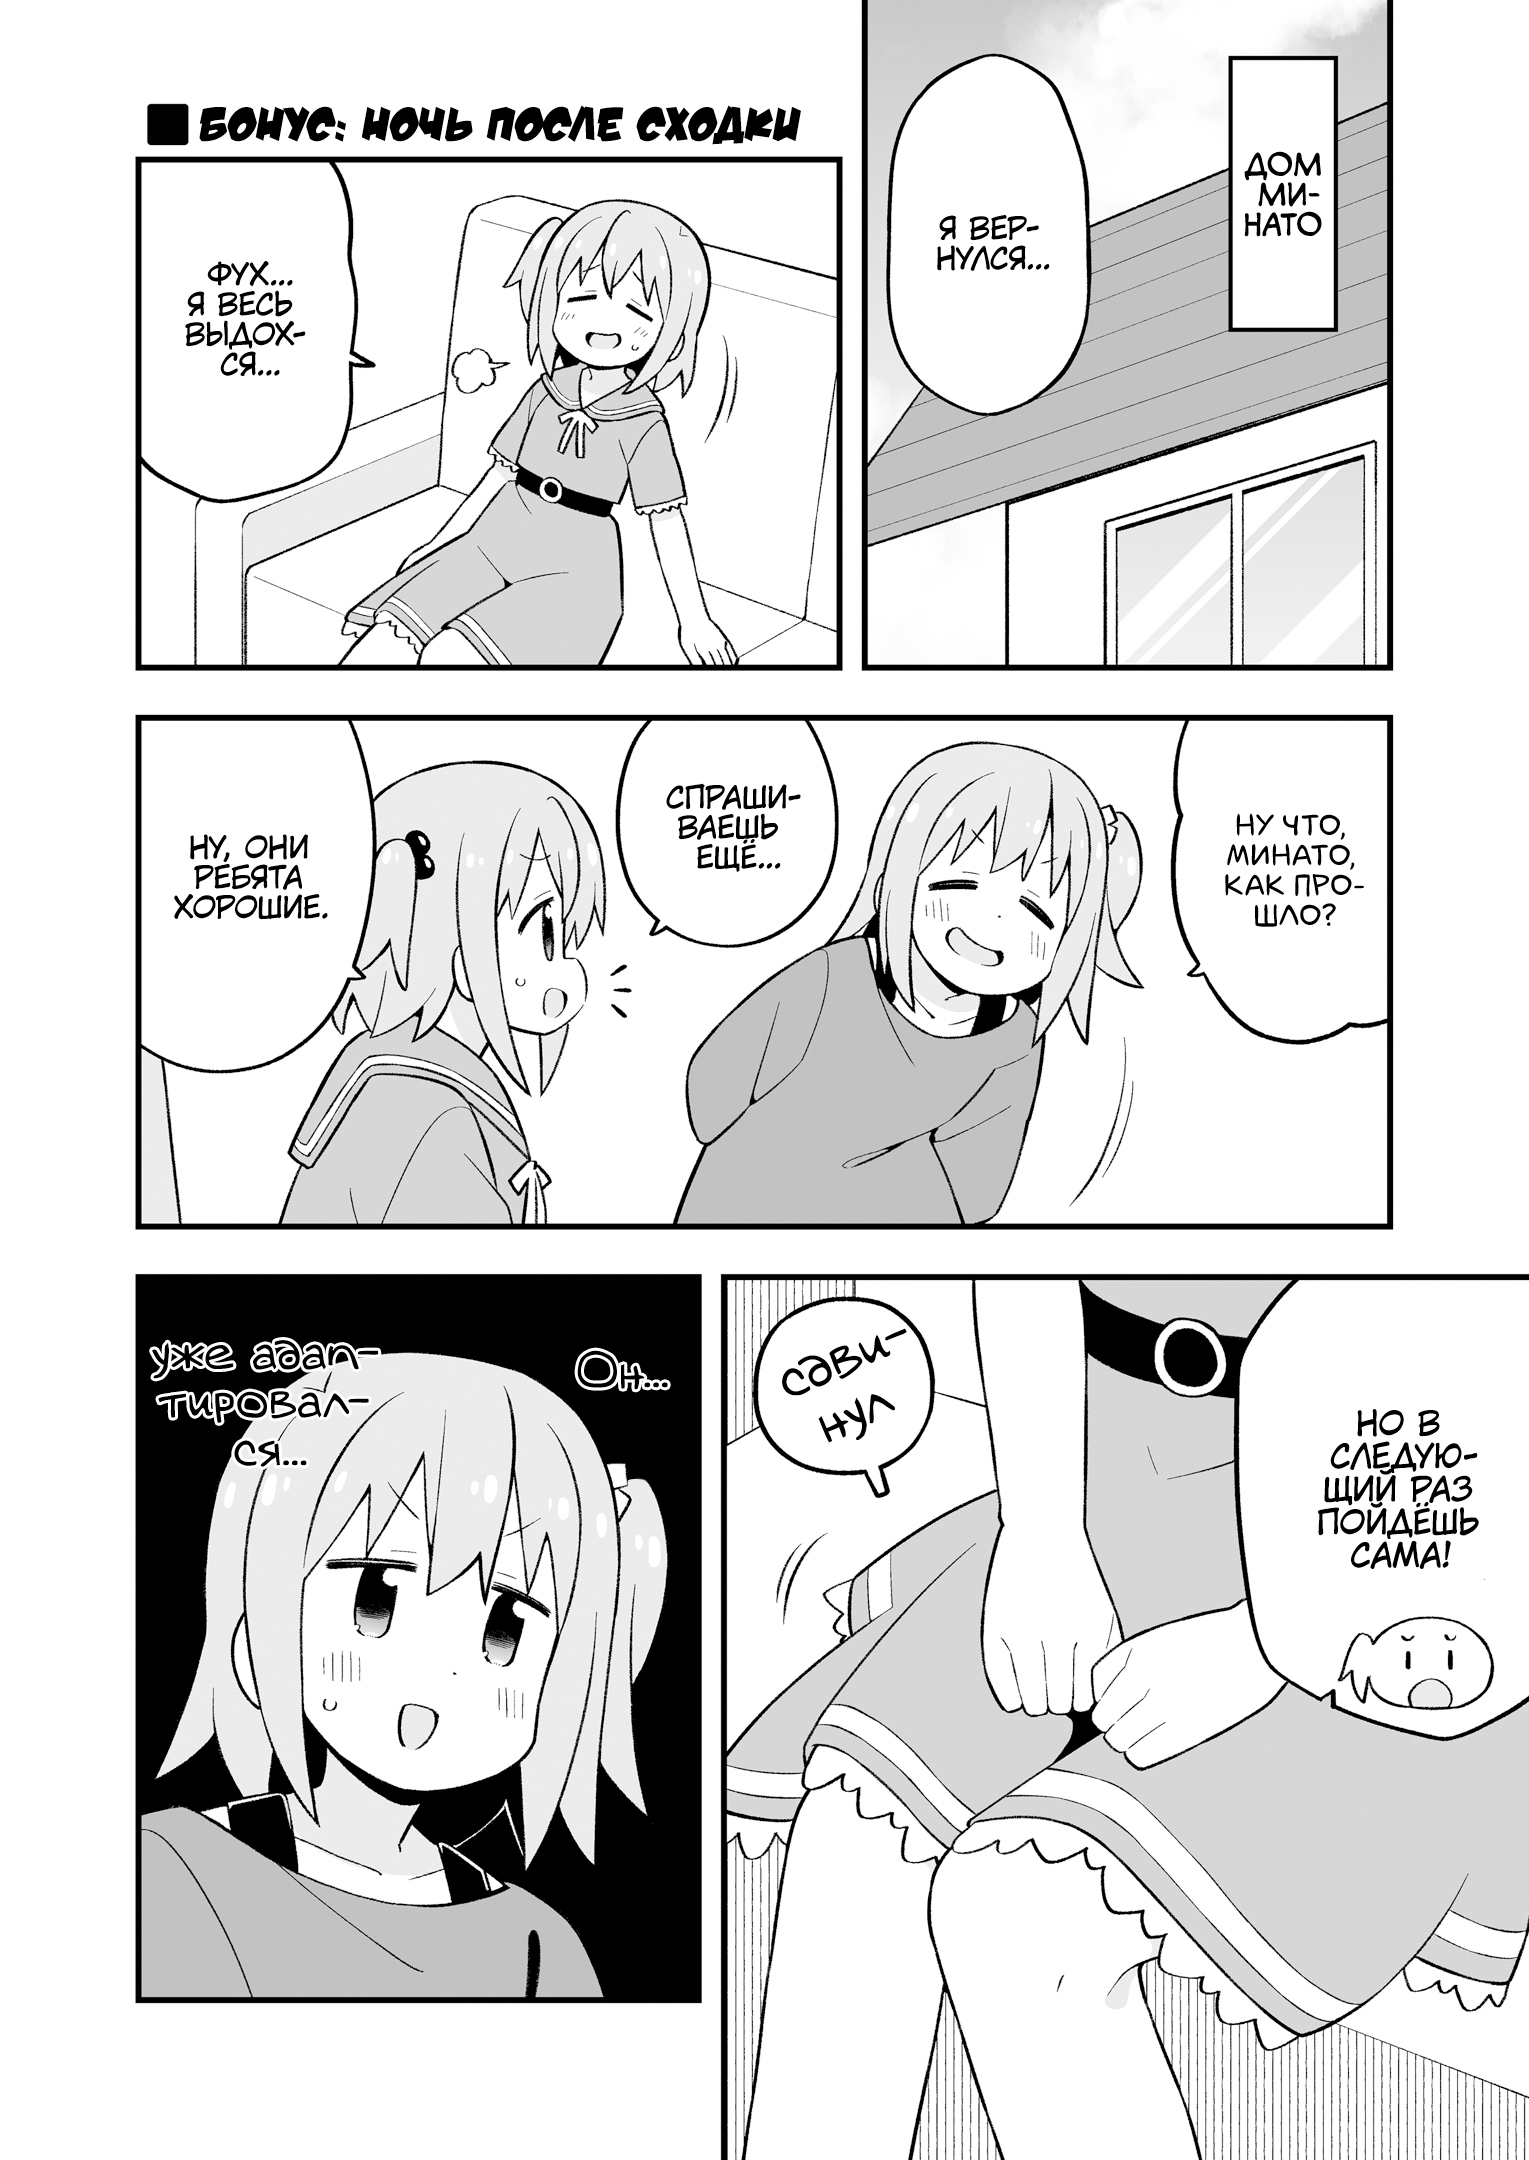 БОНУС: НОЧЬ ПОСЛЕ СХОДКИ
ДОМ
МИ-
НАТО
Я ВЕР-
НУЛСЯ...
ФУХ...
Я ВЕСЬ
ВЫДОХ-
СЯ...
НУ ЧТО,
МИНАТО,
КАК ПРО-
ШЛО?
СПРАШИ-
ВАЕШЬ
ЕЩЁ...
НУ, ОНИ
РЕБЯТА
ХОРОШИЕ.
НО В
СЛЕДУЮ-
ЩИЙ РАЗ
ПОЙДЁШЬ
САМА!
сдви-
нул
Он...
уже адап-
тировал-
ся...